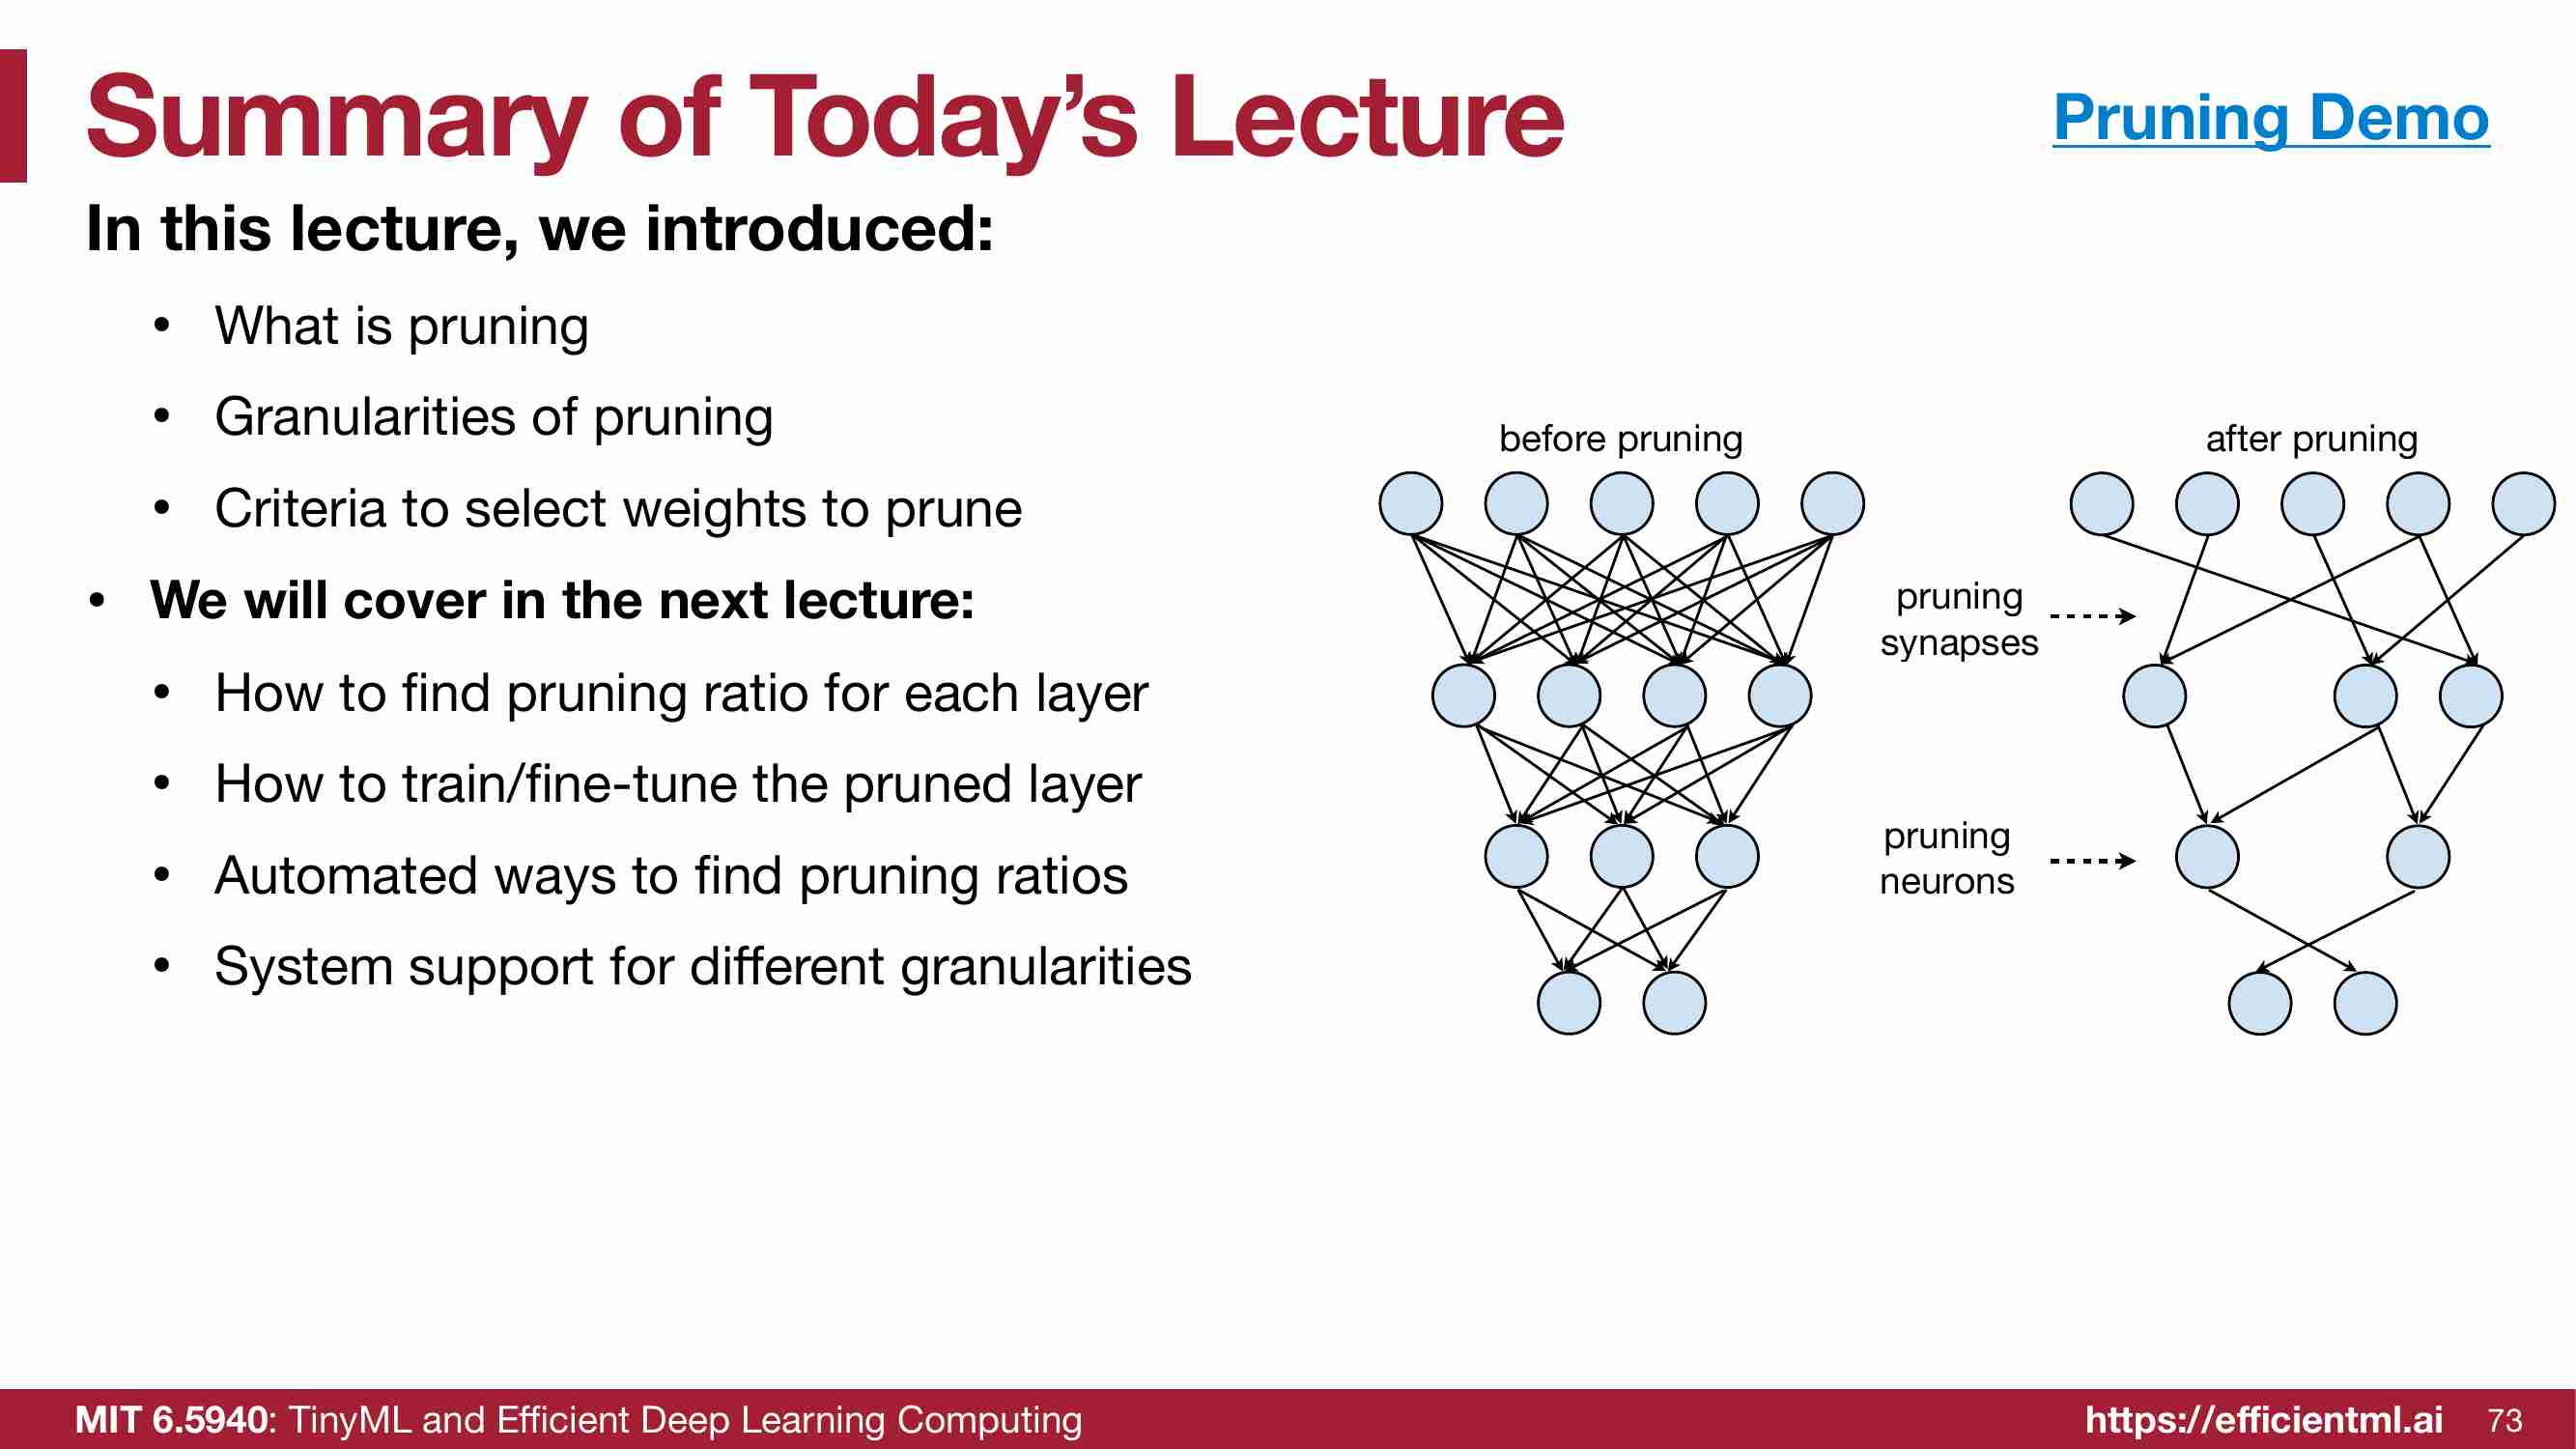 Summary of Today’s Lecture
Pruning Demo
In this lecture, we introduced:
• What is pruning
• Granularities of pruning
• Criteria to select weights to prune
• We will cover in the next lecture:
• How to find pruning ratio for each layer
• How to train/fine-tune the pruned layer
• Automated ways to find pruning ratios
• System support for different granularities
before pruning
after pruning
pruning
synapses
pruning
neurons
MIT 6.5940: TinyML and Efficient Deep Learning Computing
https://efficientml.ai
73